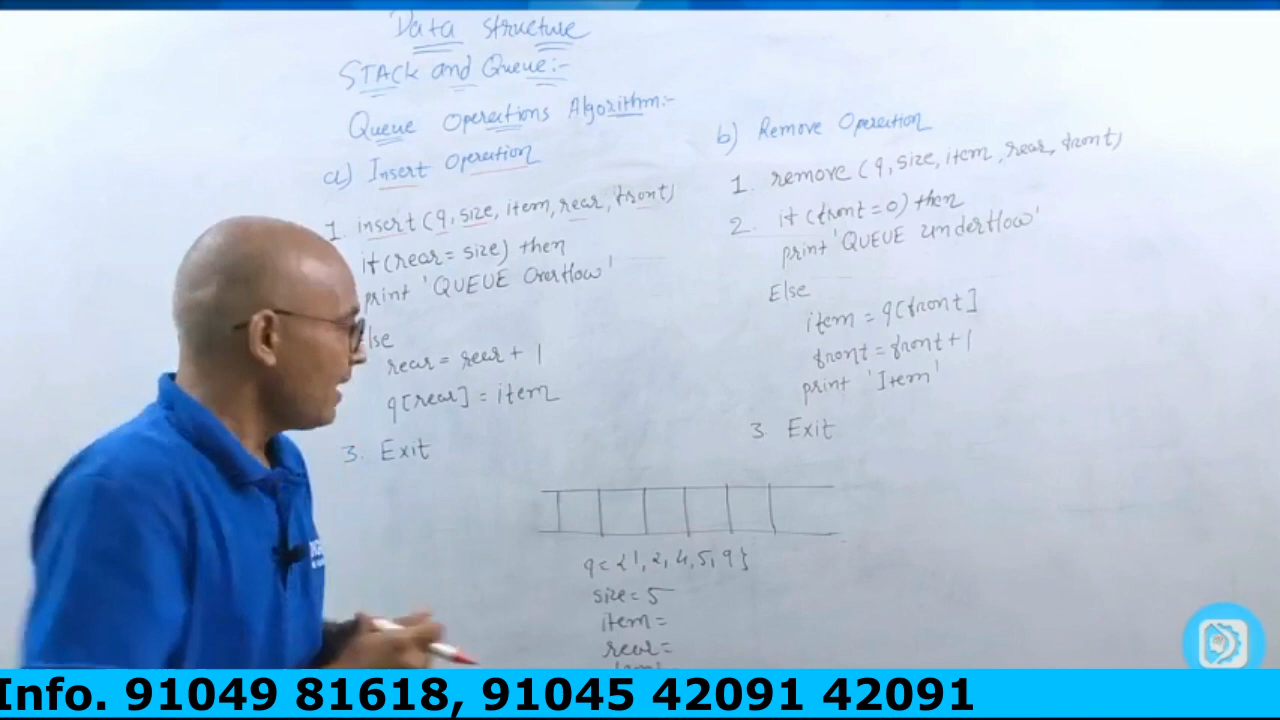 Data Structure
STACK and Queue:-
Queue Operations Algorithm:-
a) Insert Operation
1. insert (q, size, item, rear, front)
if (rear = size) then
print 'QUEUE Overflow'
else
rear = rear + 1
q[rear] = item
3. Exit
b) Remove Operation
1. remove (q, size, item, rear, front)
2. if (front = 0) then
print 'QUEUE underflow'
Else
item = q[front]
front = front + 1
print 'Item'
3 Exit
q = {1, 2, 4, 5, 9}
size = 5
item =
rear =
Info. 91049 81618, 91045 42091 42091